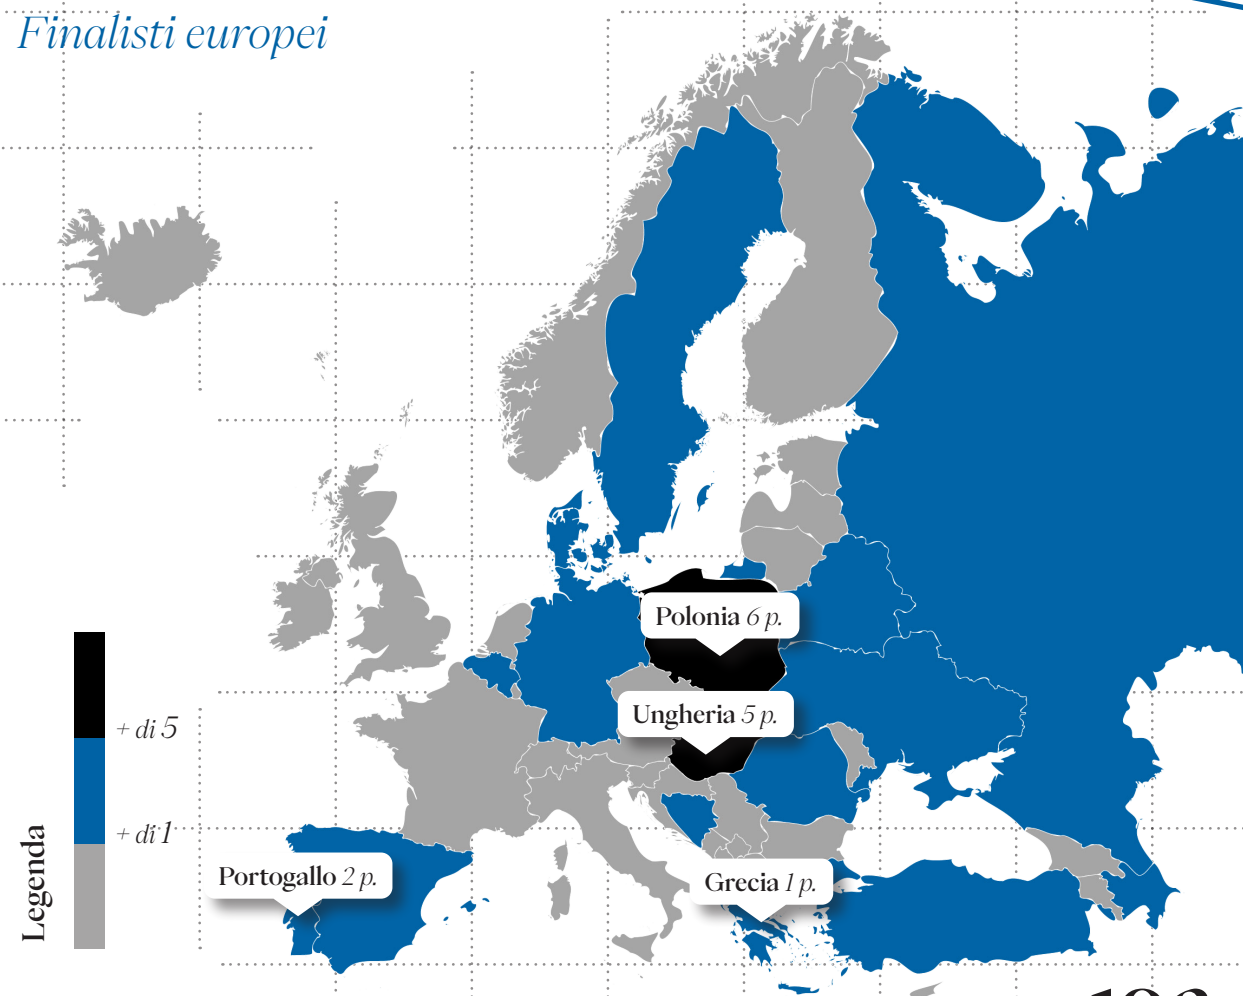 Finalisti europei
Polonia 6 p.
Ungheria 5 p.
+ di 5
+ di 1
Legenda
Portogallo 2 p.
Grecia 1 p.